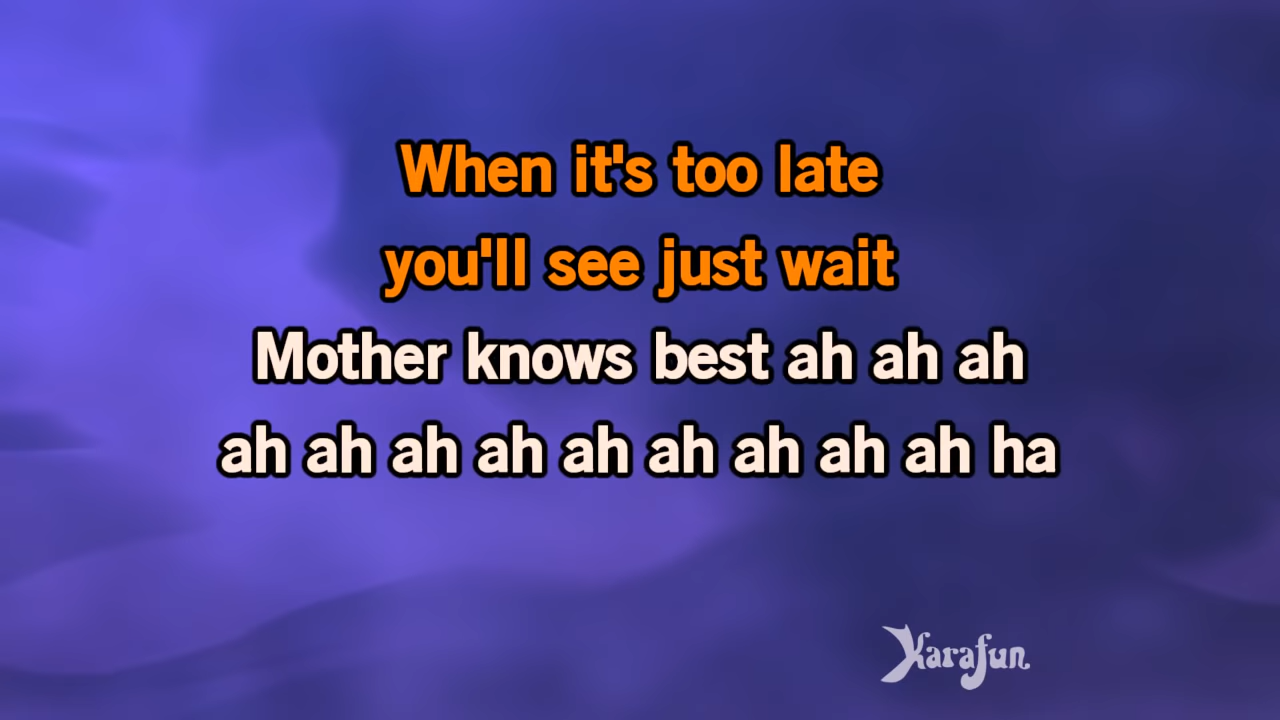 When it's too late
you'll see just wait
Mother knows best ah ah ah
ah ah ah ah ah ah ah ah ah ha
Karafun